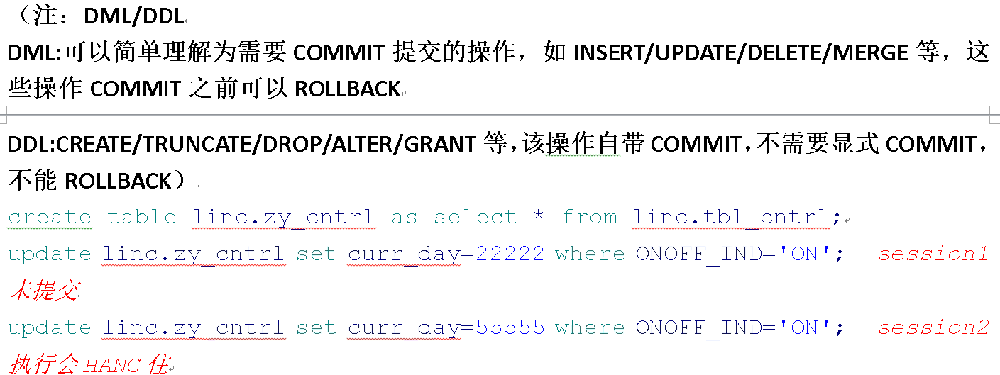 （注：DML/DDL
DML:可以简单理解为需要 COMMIT 提交的操作，如 INSERT/UPDATE/DELETE/MERGE 等，这
些操作 COMMIT 之前可以 ROLLBACK
DDL:CREATE/TRUNCATE/DROP/ALTER/GRANT 等，该操作自带 COMMIT，不需要显式 COMMIT，
不能 ROLLBACK）
create table linc.zy_cntrl as select * from linc.tbl_cntrl;
update linc.zy_cntrl set curr_day=22222 where ONOFF_IND='ON';--session1
未提交
update linc.zy_cntrl set curr_day=55555 where ONOFF_IND='ON';--session2
执行会 HANG 住